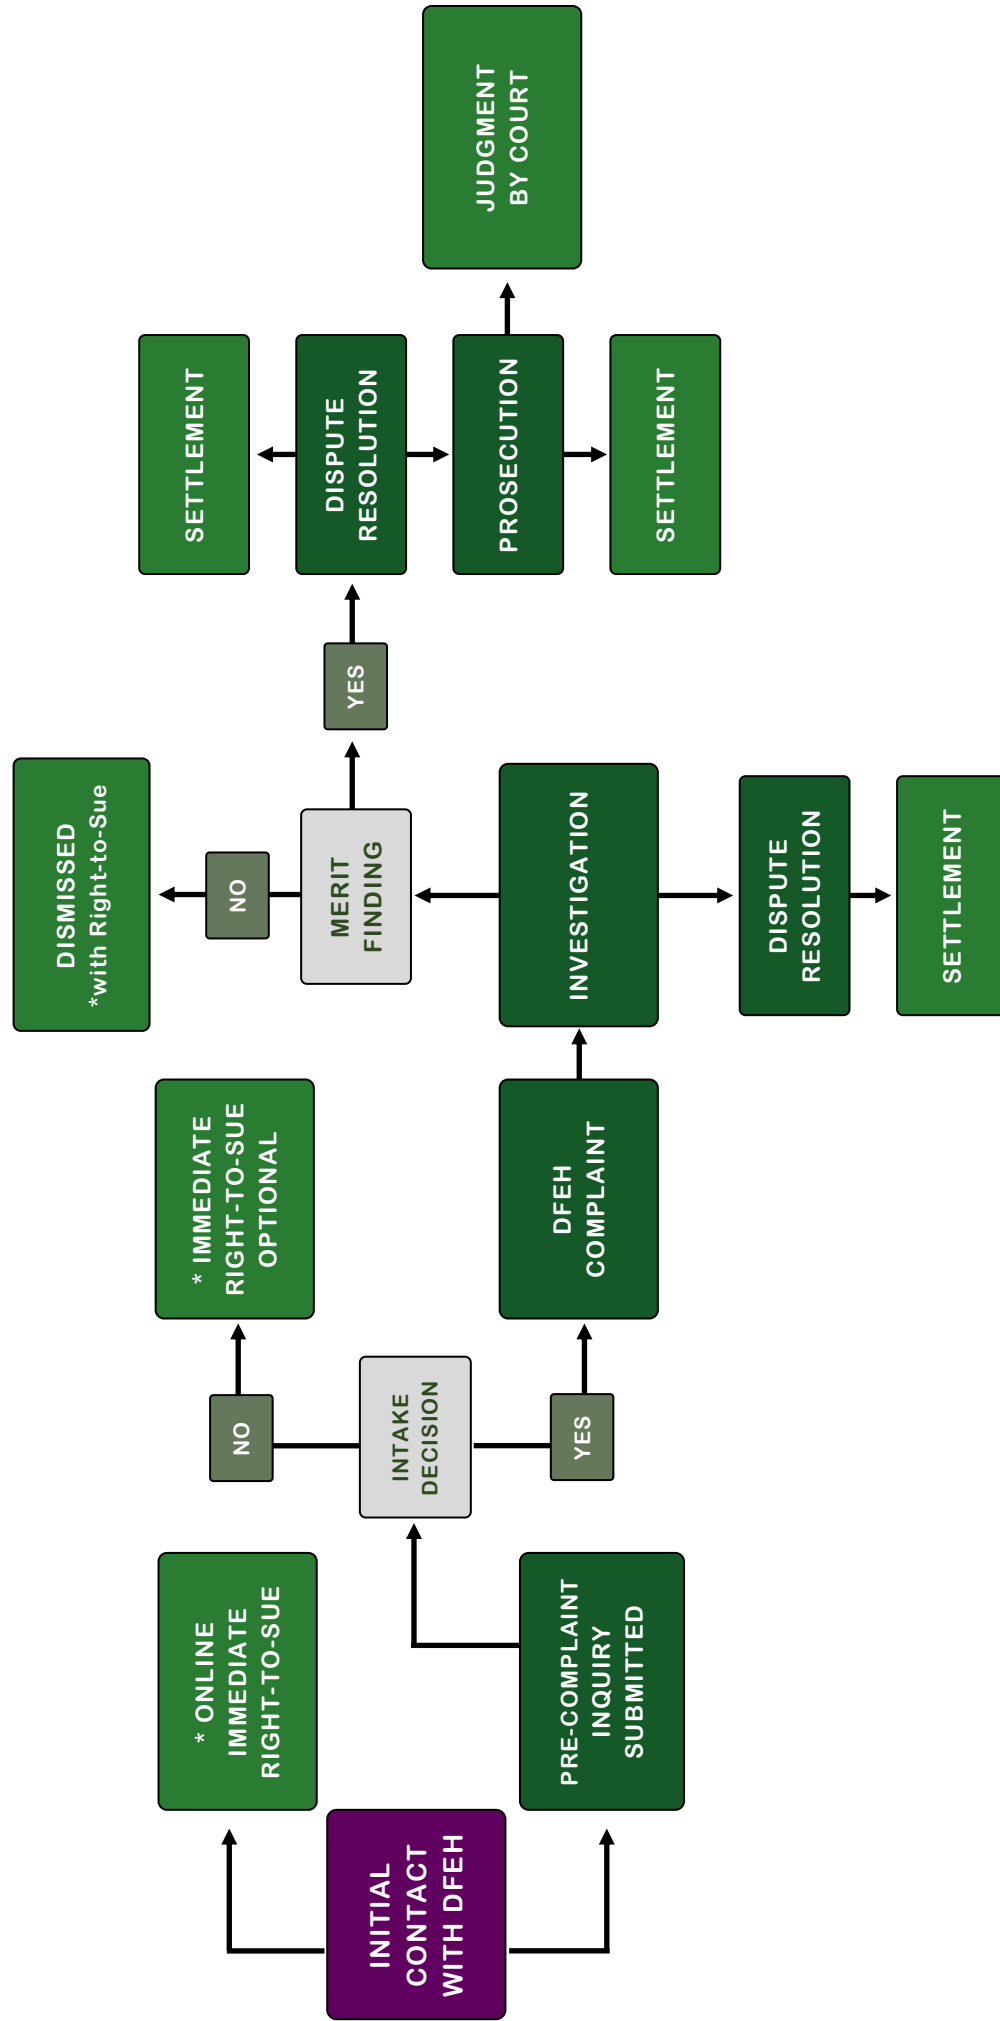 INITIAL
CONTACT
WITH DFEH
* ONLINE
IMMEDIATE
RIGHT-TO-SUE
PRE-COMPLAINT
INQUIRY
SUBMITTED
INTAKE
DECISION
NO
* IMMEDIATE
RIGHT-TO-SUE
OPTIONAL
YES
DFEH
COMPLAINT
INVESTIGATION
DISPUTE
RESOLUTION
SETTLEMENT
MERIT
FINDING
NO
DISMISSED
*with Right-to-Sue
YES
DISPUTE
RESOLUTION
SETTLEMENT
PROSECUTION
SETTLEMENT
JUDGMENT
BY COURT